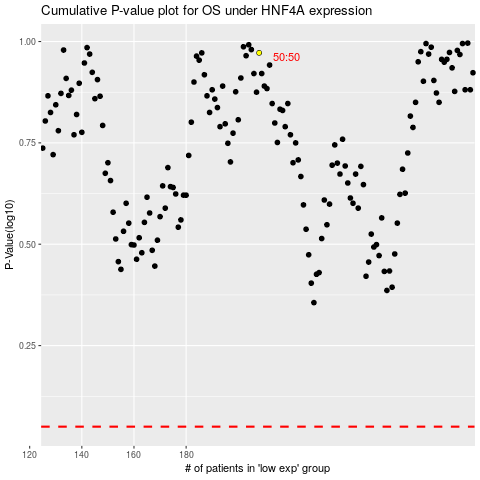 Cumulative P-value plot for OS under HNF4A expression
1.00
50:50
0.75
0.50
0.25
P-Value(log10)
120 140 160 180
# of patients in 'low exp' group